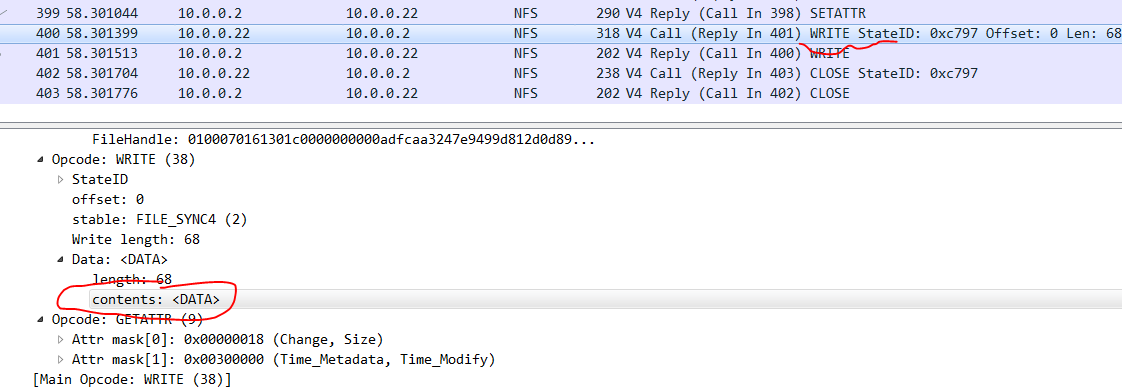 399 58.301044 10.0.0.2 10.0.0.22 NFS 290 V4 Reply (Call In 398) SETATTR
400 58.301399 10.0.0.22 10.0.0.2 NFS 318 V4 Call (Reply In 401) WRITE StateID: 0xc797 Offset: 0 Len: 68
401 58.301513 10.0.0.2 10.0.0.22 NFS 202 V4 Reply (Call In 400) WRITE
402 58.301704 10.0.0.22 10.0.0.2 NFS 238 V4 Call (Reply In 403) CLOSE StateID: 0xc797
403 58.301776 10.0.0.2 10.0.0.22 NFS 202 V4 Reply (Call In 402) CLOSE
FileHandle: 0100070161301c0000000000adfcaa3247e9499d812d0d89...
Opcode: WRITE (38)
StateID
offset: 0
stable: FILE_SYNC4 (2)
Write length: 68
Data: <DATA>
length: 68
contents: <DATA>
Opcode: GETATTR (9)
Attr mask[0]: 0x00000018 (Change, Size)
Attr mask[1]: 0x00300000 (Time_Metadata, Time_Modify)
[Main Opcode: WRITE (38)]